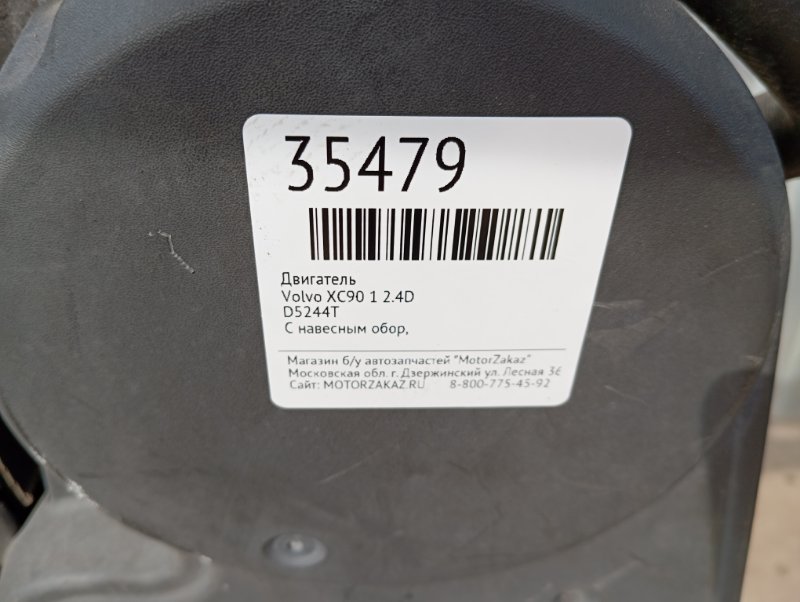 35479
Двигатель
Volvo XC90 1 2.4D
D5244T
С навесным обор,
Магазин б/у автозапчастей "MotorZakaz"
Московская обл. г. Дзержинский ул. Лесная 36
Сайт: MOTORZAKAZ.RU 8-800-775-45-92